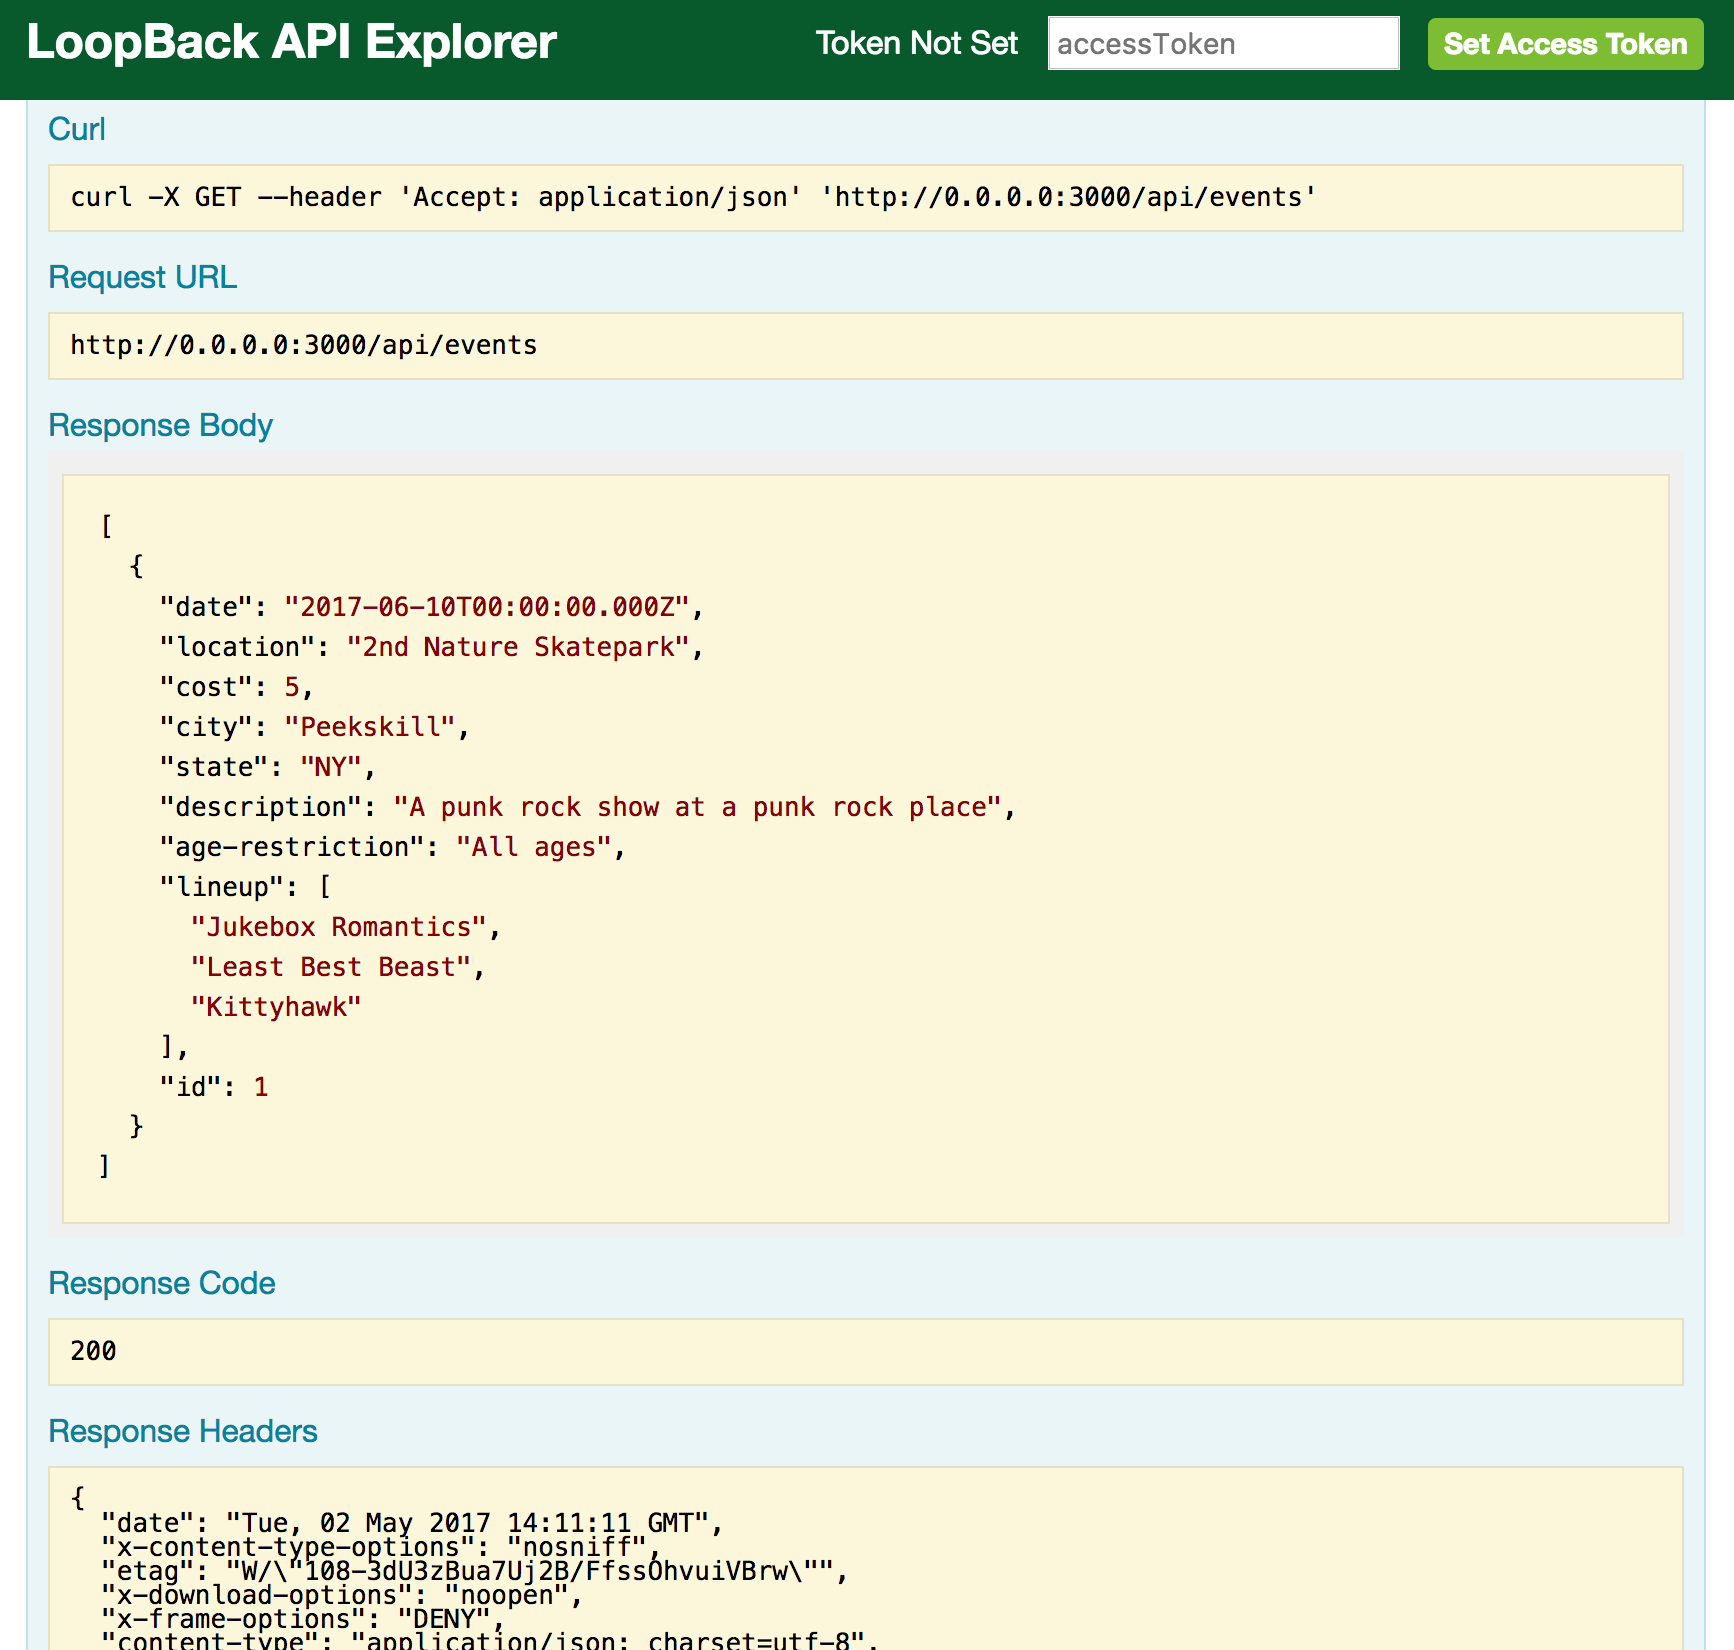 LoopBack API Explorer Token Not Set accessToken Set Access Token
Curl
curl -X GET --header 'Accept: application/json' 'http://0.0.0.0:3000/api/events'
Request URL
http://0.0.0.0:3000/api/events
Response Body
[
  {
    "date": "2017-06-10T00:00:00.000Z",
    "location": "2nd Nature Skatepark",
    "cost": 5,
    "city": "Peekskill",
    "state": "NY",
    "description": "A punk rock show at a punk rock place",
    "age-restriction": "All ages",
    "lineup": [
      "Jukebox Romantics",
      "Least Best Beast",
      "Kittyhawk"
    ],
    "id": 1
  }
]
Response Code
200
Response Headers
{
  "date": "Tue, 02 May 2017 14:11:11 GMT",
  "x-content-type-options": "nosniff",
  "etag": "W/\"108-3dU3zBua7Uj2B/FfssOhvuiVBrw\"",
  "x-download-options": "noopen",
  "x-frame-options": "DENY",
  "content-type": "application/json; charset=utf-8",